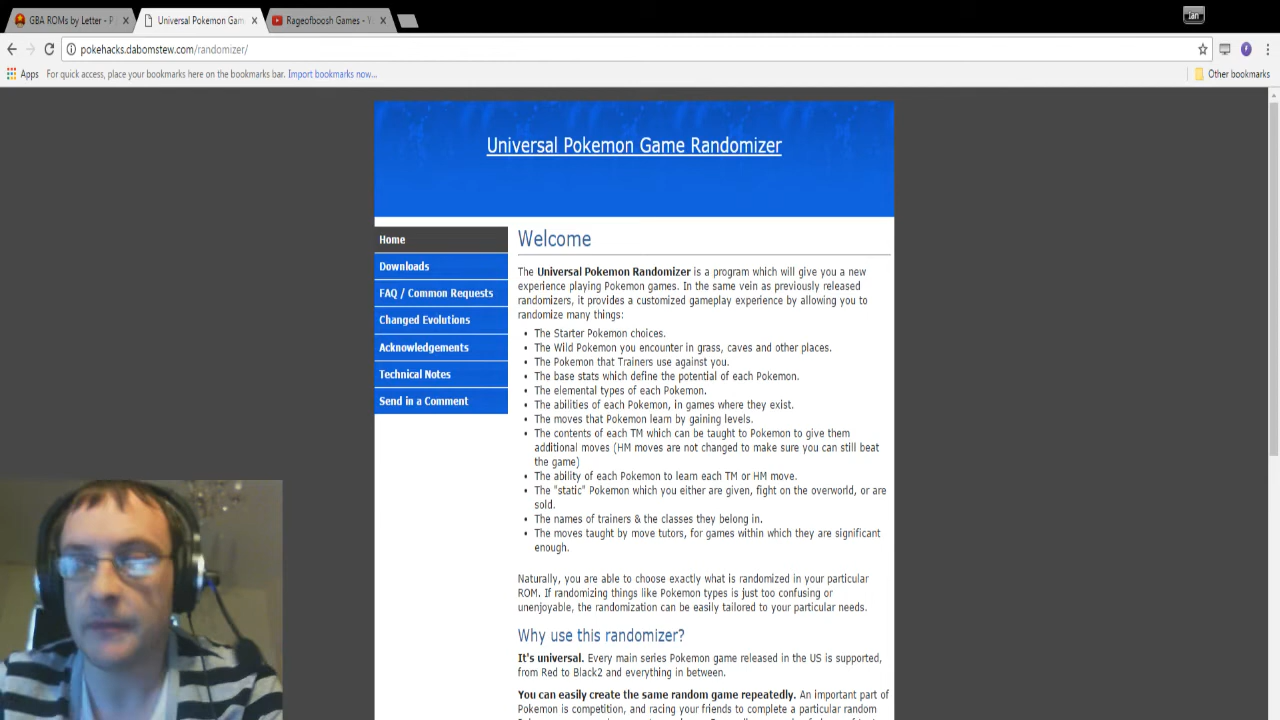 GBA ROMs by Letter - P
Universal Pokemon Gam
Rageofboosh Games - Y
Ian
pokehacks.dabomstew.com/randomizer/
Apps For quick access, place your bookmarks here on the bookmarks bar. Import bookmarks now...
Other bookmarks
Universal Pokemon Game Randomizer
Home
Downloads
FAQ / Common Requests
Changed Evolutions
Acknowledgements
Technical Notes
Send in a Comment
Welcome
The Universal Pokemon Randomizer is a program which will give you a new
experience playing Pokemon games. In the same vein as previously released
randomizers, it provides a customized gameplay experience by allowing you to
randomize many things:
• The Starter Pokemon choices.
• The Wild Pokemon you encounter in grass, caves and other places.
• The Pokemon that Trainers use against you.
• The base stats which define the potential of each Pokemon.
• The elemental types of each Pokemon.
• The abilities of each Pokemon, in games where they exist.
• The moves that Pokemon learn by gaining levels.
• The contents of each TM which can be taught to Pokemon to give them
additional moves (HM moves are not changed to make sure you can still beat
the game)
• The ability of each Pokemon to learn each TM or HM move.
• The "static" Pokemon which you either are given, fight on the overworld, or are
sold.
• The names of trainers & the classes they belong in.
• The moves taught by move tutors, for games within which they are significant
enough.
Naturally, you are able to choose exactly what is randomized in your particular
ROM. If randomizing things like Pokemon types is just too confusing or
unenjoyable, the randomization can be easily tailored to your particular needs.
Why use this randomizer?
It's universal. Every main series Pokemon game released in the US is supported,
from Red to Black2 and everything in between.
You can easily create the same random game repeatedly. An important part of
Pokemon is competition, and racing your friends to complete a particular random